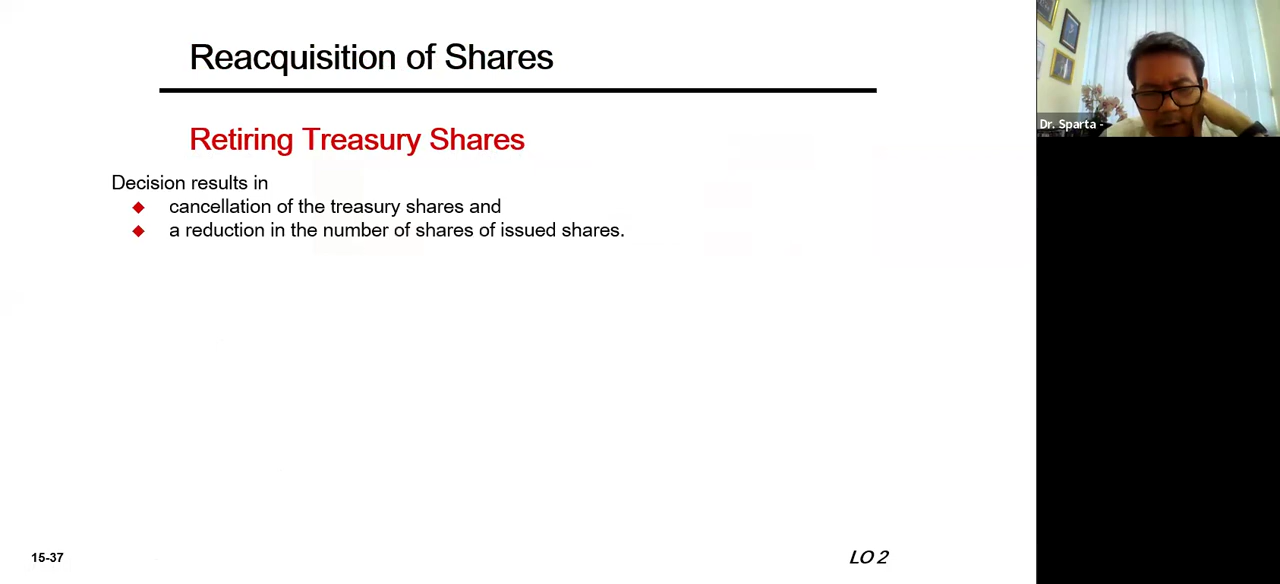 Reacquisition of Shares
Retiring Treasury Shares
Decision results in
◆ cancellation of the treasury shares and
◆ a reduction in the number of shares of issued shares.
15-37
LO 2
Dr. Sparta -